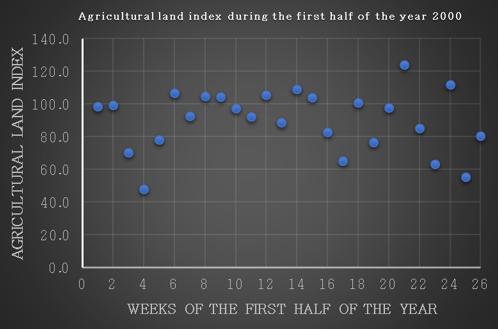 Agricultural land index during the first half of the year 2000
AGRICULTURAL LAND INDEX
140.0
120.0
100.0
80.0
60.0
40.0
20.0
0.0
0 2 4 6 8 10 12 14 16 18 20 22 24 26
WEEKS OF THE FIRST HALF OF THE YEAR